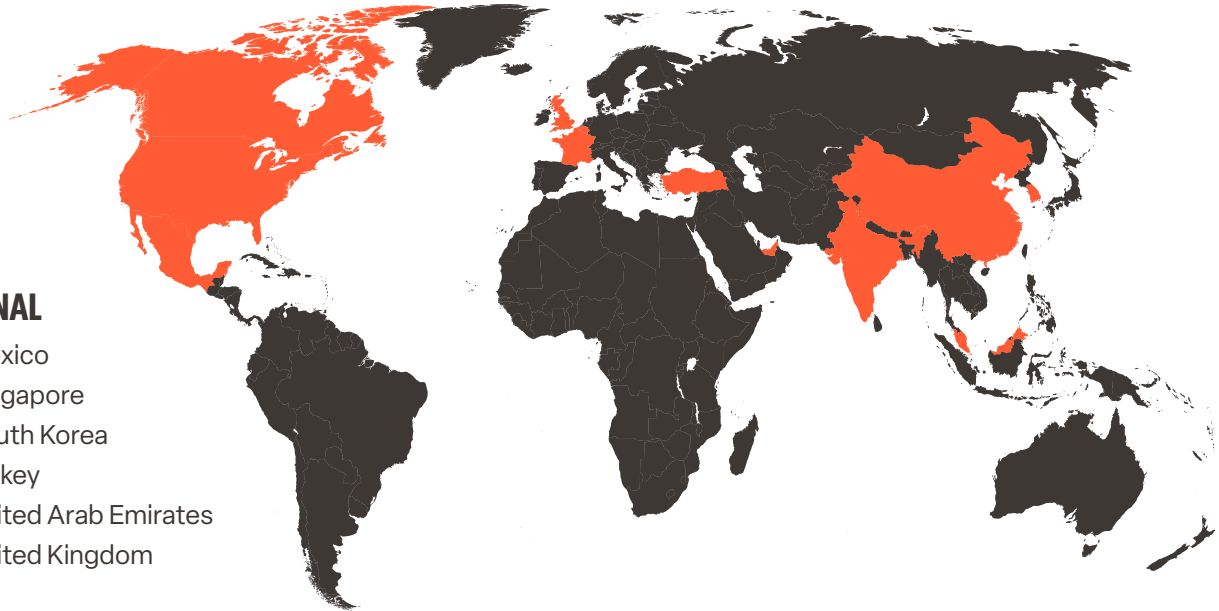 NAL
xico
gapore
uth Korea
key
ited Arab Emirates
ited Kingdom